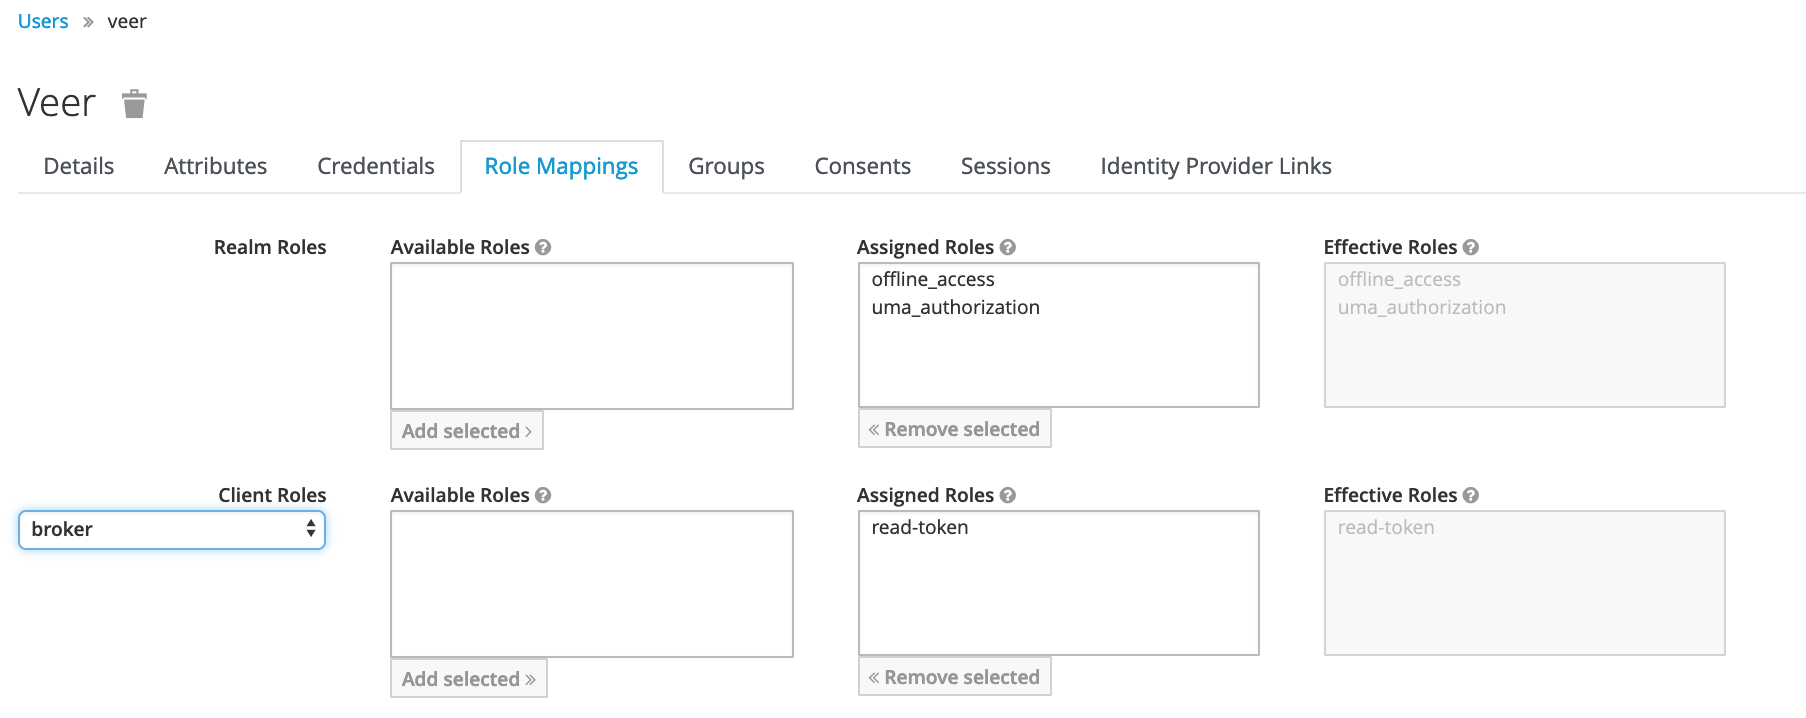 Users » veer
Veer
Details Attributes Credentials Role Mappings Groups Consents Sessions Identity Provider Links
Realm Roles Available Roles Assigned Roles Effective Roles
offline_access offline_access
uma_authorization uma_authorization
Add selected › « Remove selected
Client Roles Available Roles Assigned Roles Effective Roles
broker read-token read-token
Add selected » « Remove selected